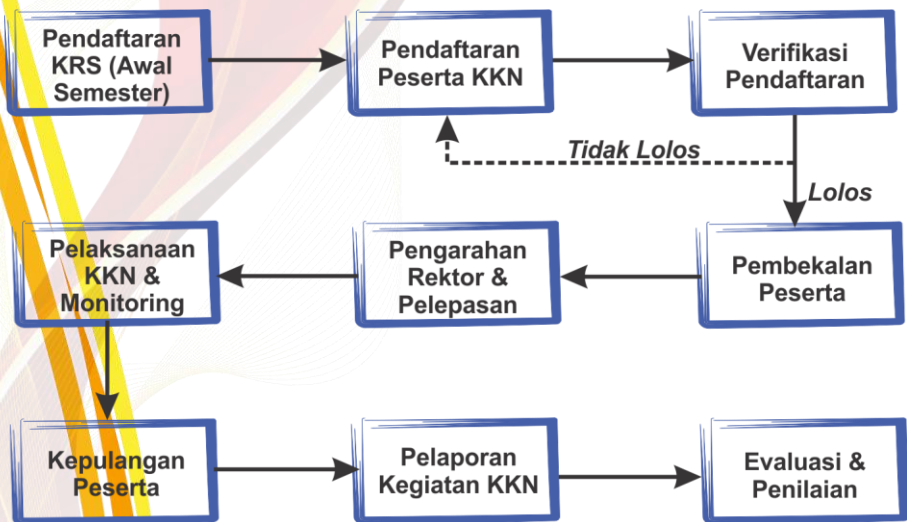 Pendaftaran
KRS (Awal
Semester)
Pendaftaran
Peserta KKN
Verifikasi
Pendaftaran
Tidak Lolos
Lolos
Pembekalan
Peserta
Pengarahan
Rektor &
Pelepasan
Pelaksanaan
KKN &
Monitoring
Kepulangan
Peserta
Pelaporan
Kegiatan KKN
Evaluasi &
Penilaian